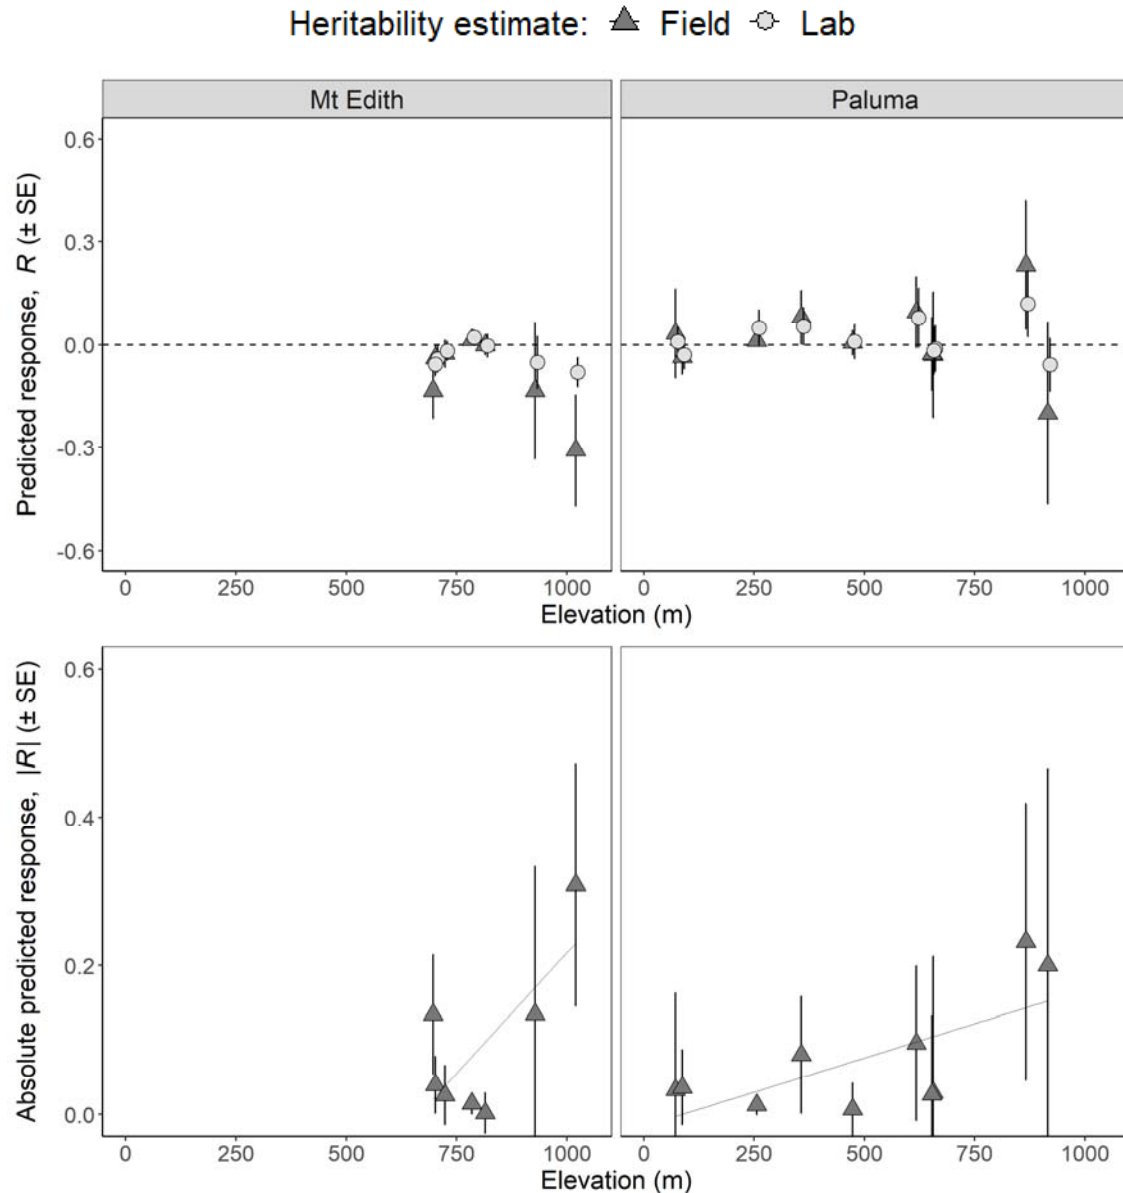 Heritability estimate: Field Lab
Mt Edith Paluma
Predicted response, R (± SE)
0.6
0.3
0.0
-0.3
-0.6
0 250 500 750 1000 0 250 500 750 1000
Elevation (m) Elevation (m)
Absolute predicted response, |R| (± SE)
0.6
0.4
0.2
0.0
0 250 500 750 1000 0 250 500 750 1000
Elevation (m) Elevation (m)